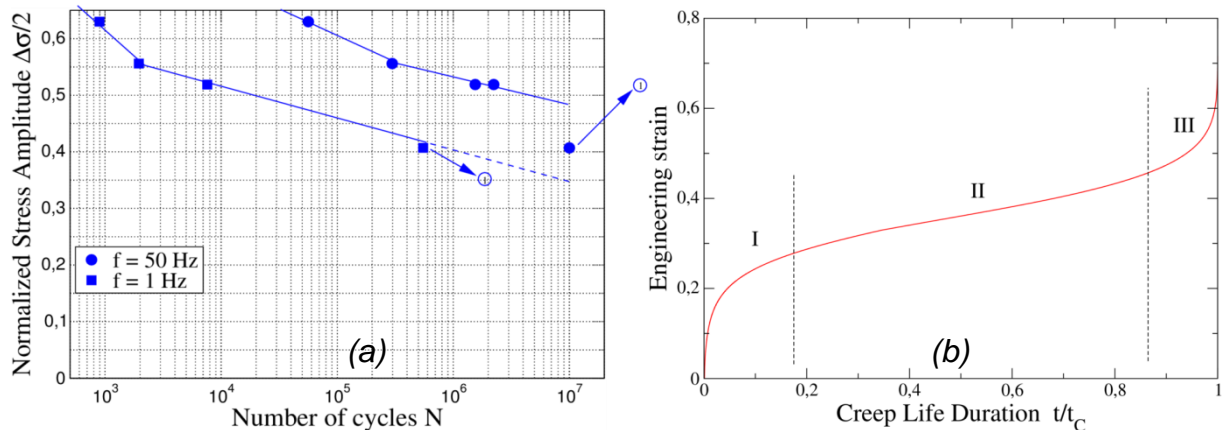 Normalized Stress Amplitude Δσ/2
0,6
0,5
0,4
0,3
0,2
0,1
0
f = 50 Hz
f = 1 Hz
(a)
10³
10⁴
10⁵
10⁶
10⁷
Number of cycles N
Engineering strain
0,8
0,6
0,4
0,2
0
I
II
III
(b)
0
0,2
0,4
0,6
0,8
1
Creep Life Duration t/t_C